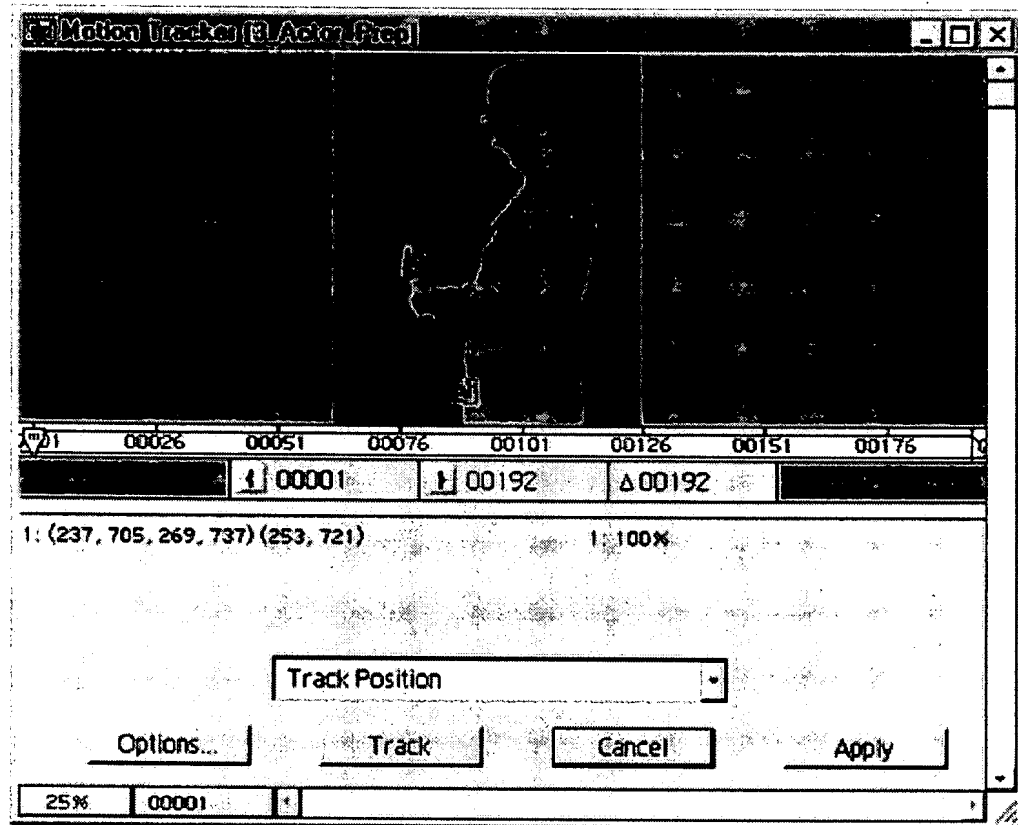 Motion Tracker (3_Actor_Prep)
00026 00051 00076 00101 00126 00151 00176
00001 00192 Δ 00192
1: (237, 705, 269, 737) (253, 721) 1: 100%
Track Position
Options... Track Cancel Apply
25% 00001